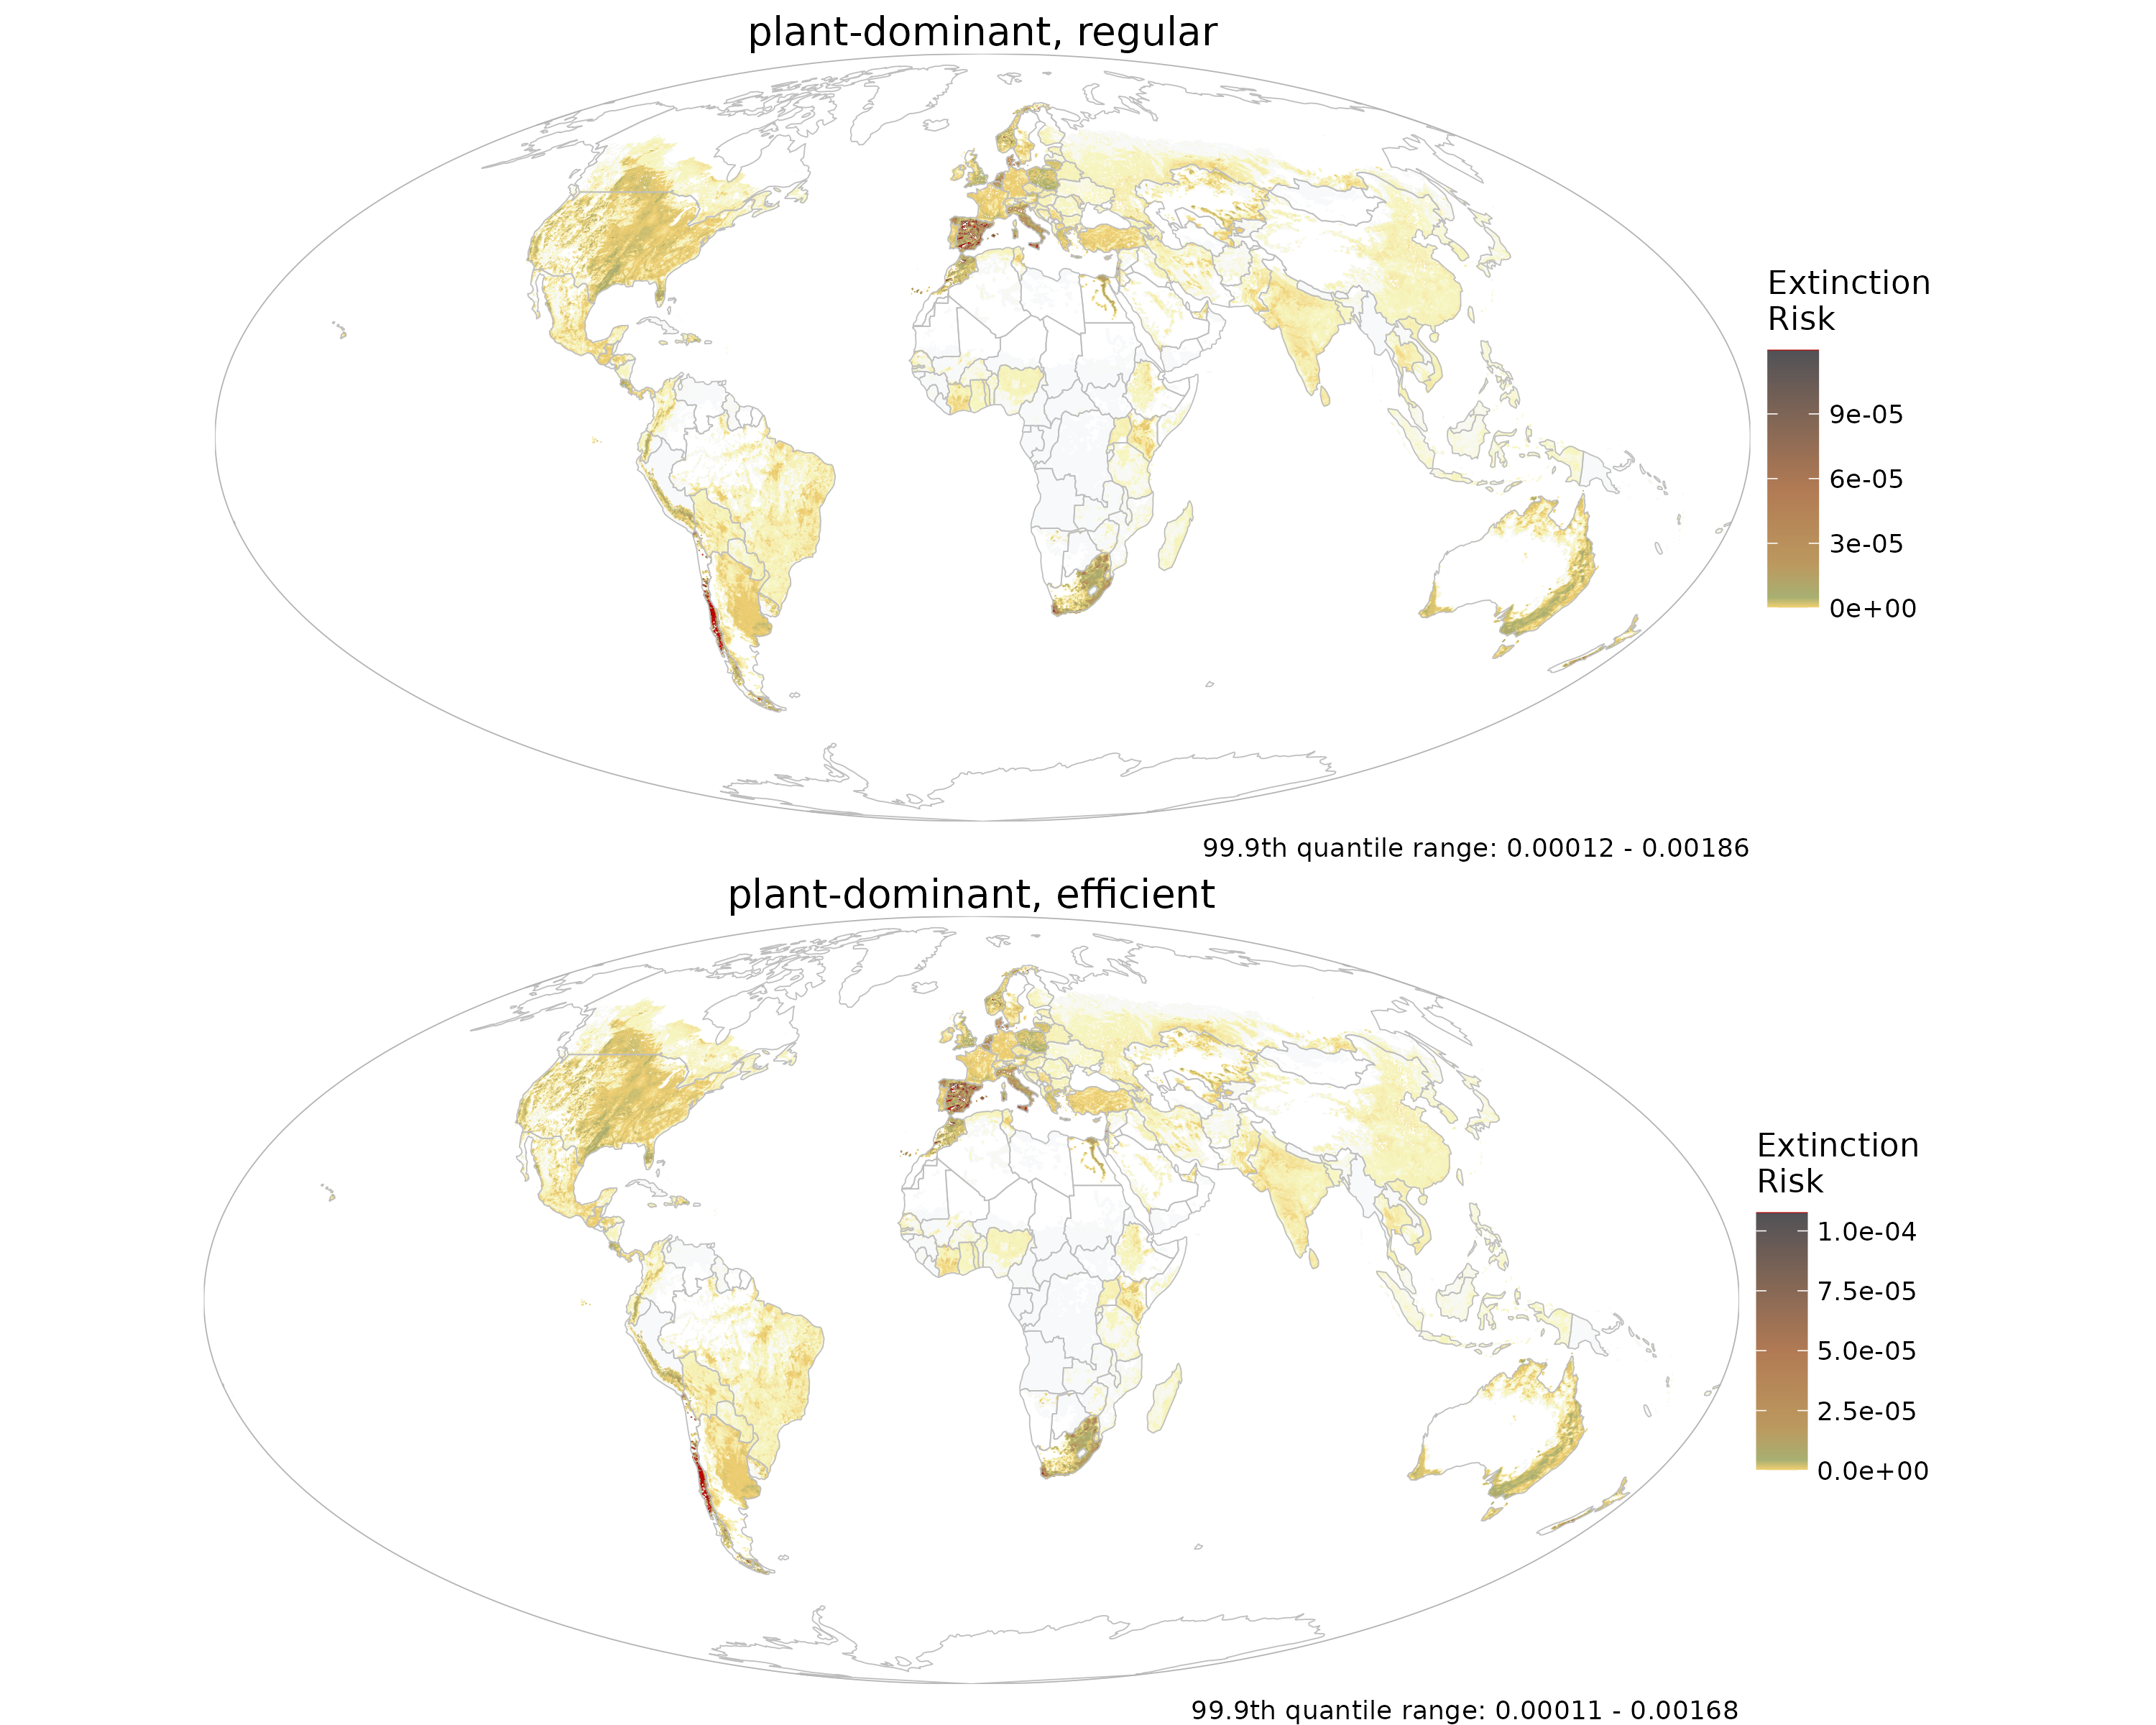 plant-dominant, regular
Extinction
Risk
9e-05
6e-05
3e-05
0e+00
99.9th quantile range: 0.00012 - 0.00186
plant-dominant, efficient
Extinction
Risk
1.0e-04
7.5e-05
5.0e-05
2.5e-05
0.0e+00
99.9th quantile range: 0.00011 - 0.00168